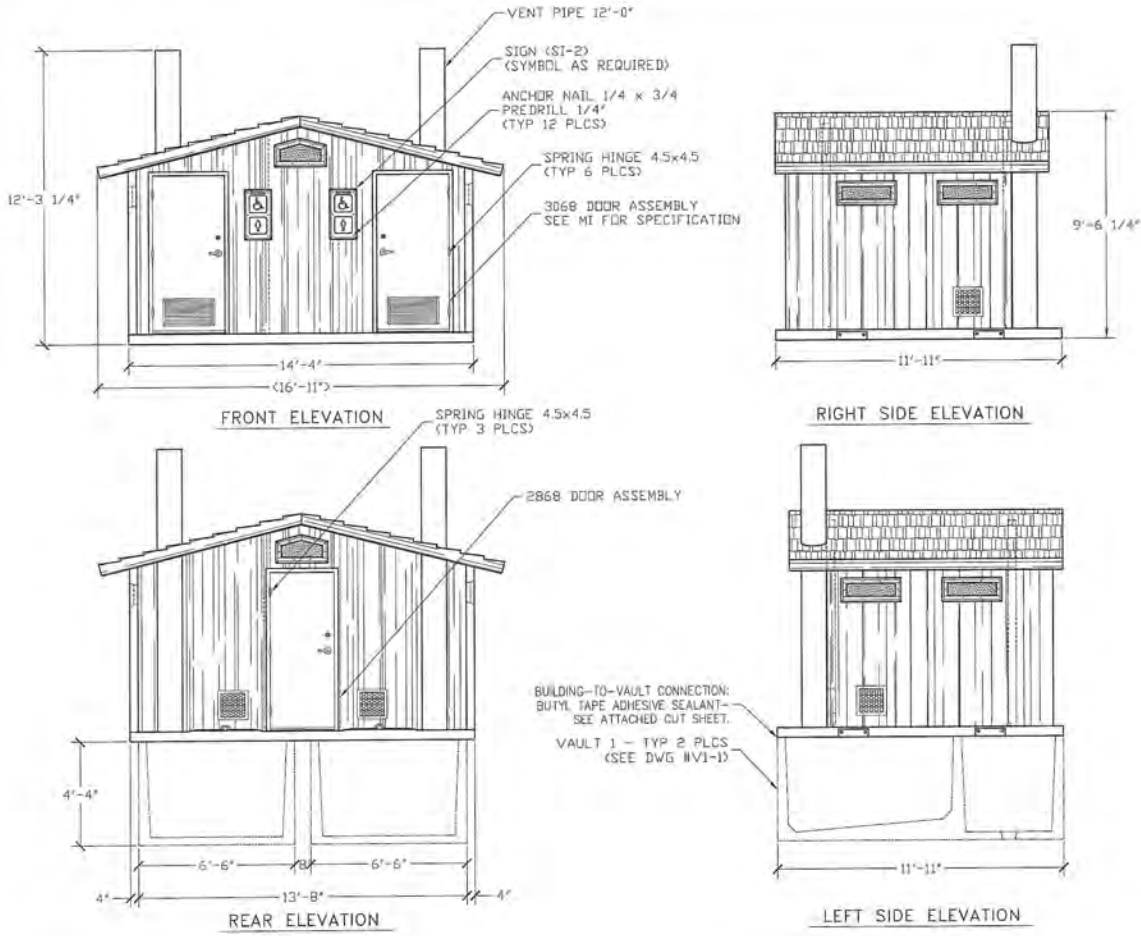 VENT PIPE 12'-0"
SIGN (SI-2)
(SYMBOL AS REQUIRED)
ANCHOR NAIL 1/4 x 3/4
PREDRILL 1/4"
(TYP 12 PLCS)
SPRING HINGE 4.5x4.5
(TYP 6 PLCS)
3068 DOOR ASSEMBLY
SEE MI FOR SPECIFICATION
12'-3 1/4"
14'-4"
(16'-11")
FRONT ELEVATION
9'-6 1/4"
11'-11"
RIGHT SIDE ELEVATION
SPRING HINGE 4.5x4.5
(TYP 3 PLCS)
2868 DOOR ASSEMBLY
4'-4"
6'-6"
8
6'-6"
4"
13'-8"
4"
REAR ELEVATION
BUILDING-TO-VAULT CONNECTION:
BUTYL TAPE ADHESIVE SEALANT-
SEE ATTACHED CUT SHEET.
VAULT 1 - TYP 2 PLCS
(SEE DWG #V1-1)
11'-11"
LEFT SIDE ELEVATION